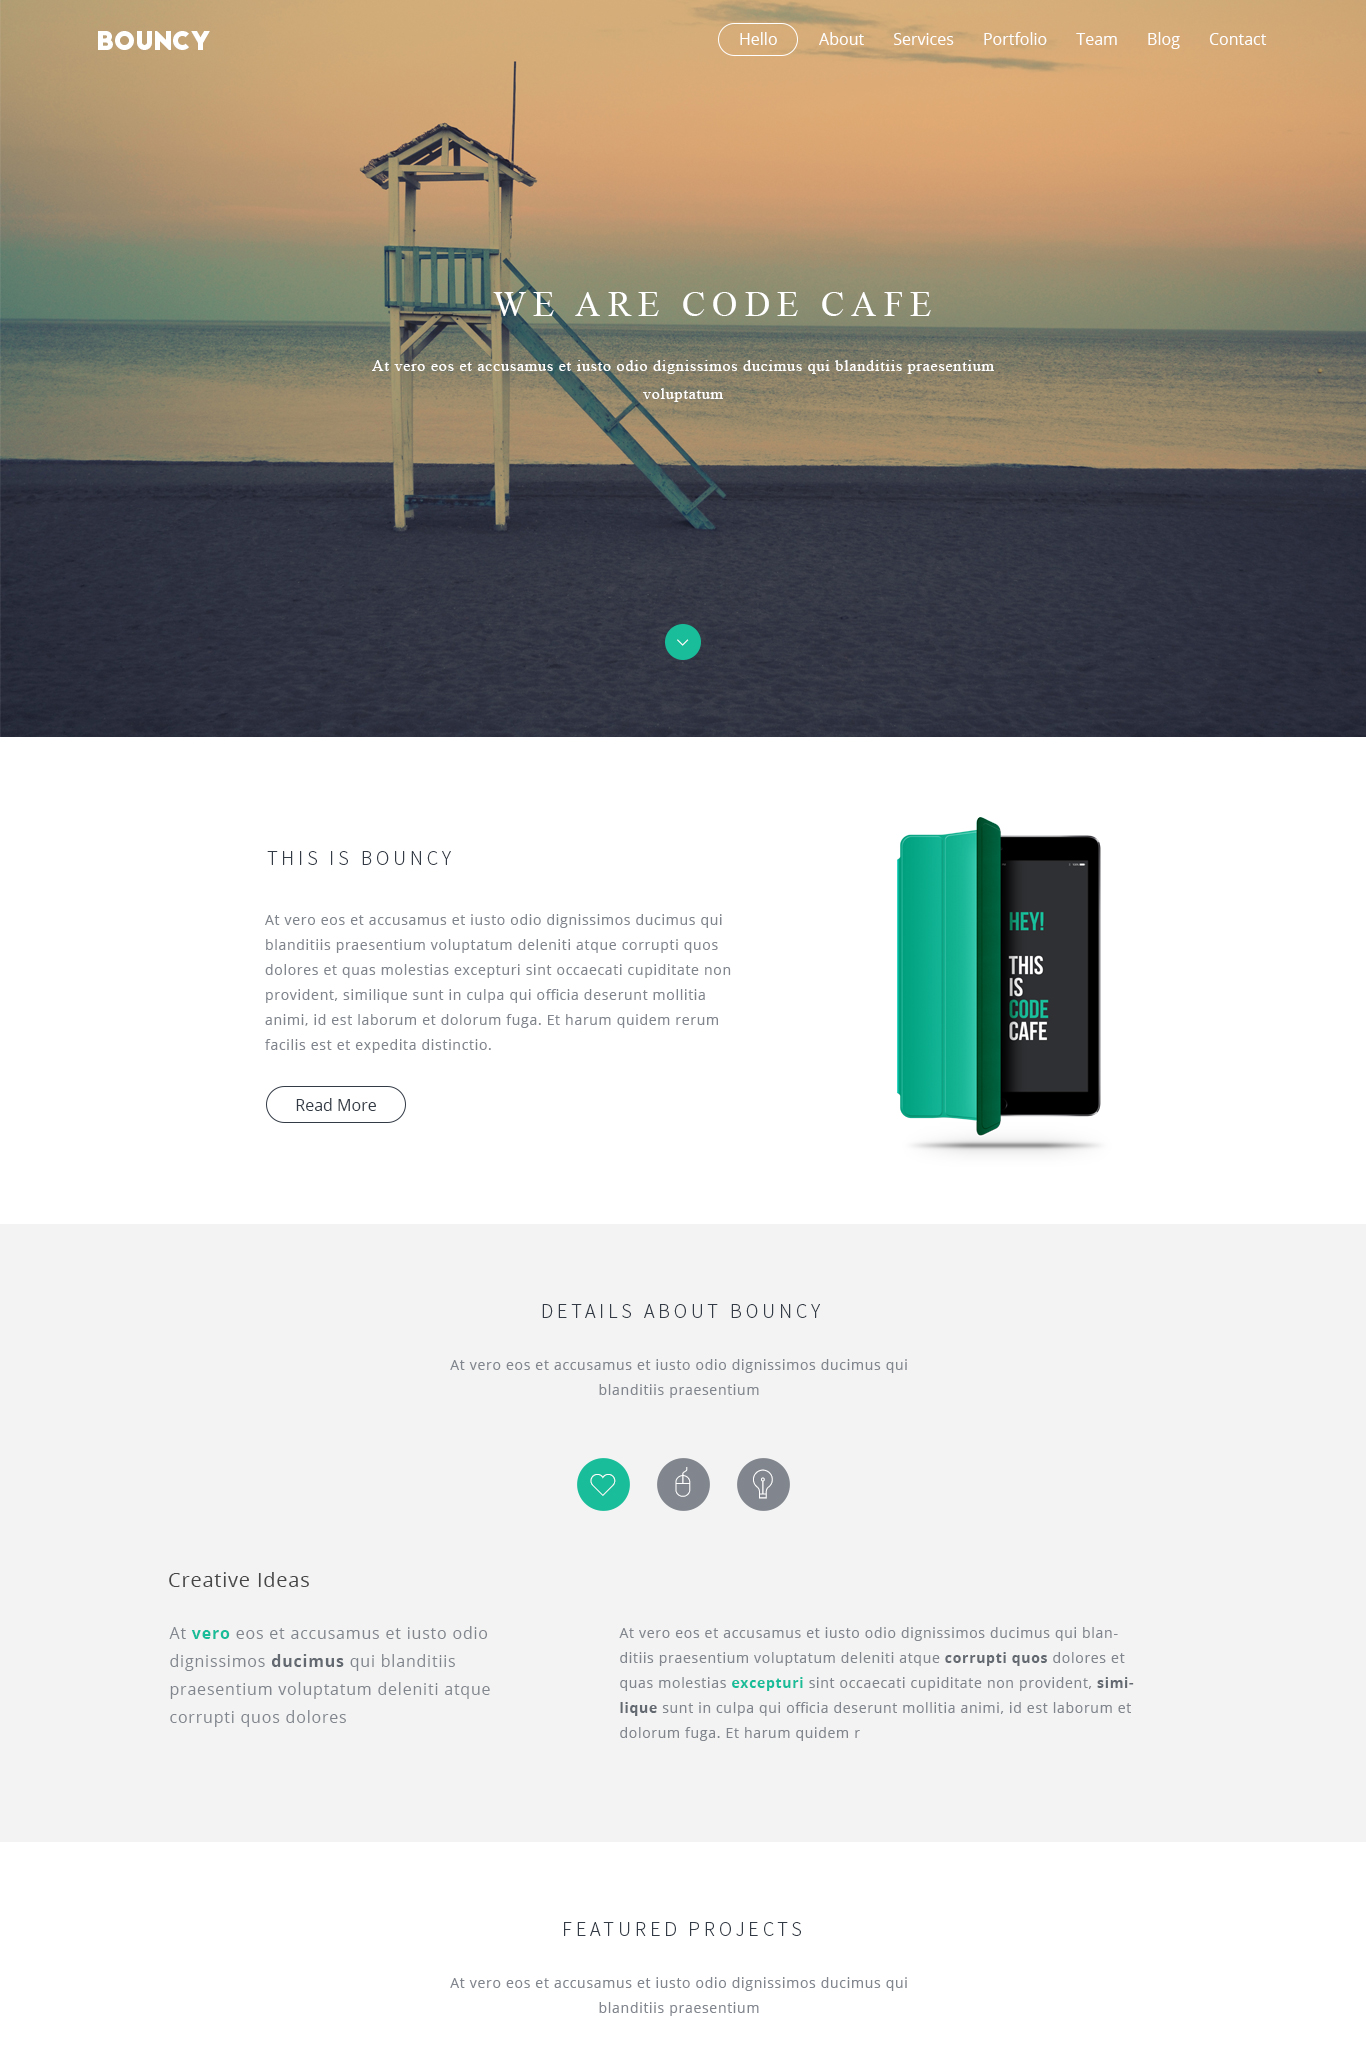 BOUNCY
Hello About Services Portfolio Team Blog Contact
WE ARE CODE CAFE
At vero eos et accusamus et iusto odio dignissimos ducimus qui blanditiis praesentium
voluptatum
THIS IS BOUNCY
At vero eos et accusamus et iusto odio dignissimos ducimus qui
blanditiis praesentium voluptatum deleniti atque corrupti quos
dolores et quas molestias excepturi sint occaecati cupiditate non
provident, similique sunt in culpa qui officia deserunt mollitia
animi, id est laborum et dolorum fuga. Et harum quidem rerum
facilis est et expedita distinctio.
Read More
HEY!
THIS
IS
CODE
CAFE
DETAILS ABOUT BOUNCY
At vero eos et accusamus et iusto odio dignissimos ducimus qui
blanditiis praesentium
Creative Ideas
At vero eos et accusamus et iusto odio
dignissimos ducimus qui blanditiis
praesentium voluptatum deleniti atque
corrupti quos dolores
At vero eos et accusamus et iusto odio dignissimos ducimus qui blan-
ditiis praesentium voluptatum deleniti atque corrupti quos dolores et
quas molestias excepturi sint occaecati cupiditate non provident, simi-
lique sunt in culpa qui officia deserunt mollitia animi, id est laborum et
dolorum fuga. Et harum quidem r
FEATURED PROJECTS
At vero eos et accusamus et iusto odio dignissimos ducimus qui
blanditiis praesentium